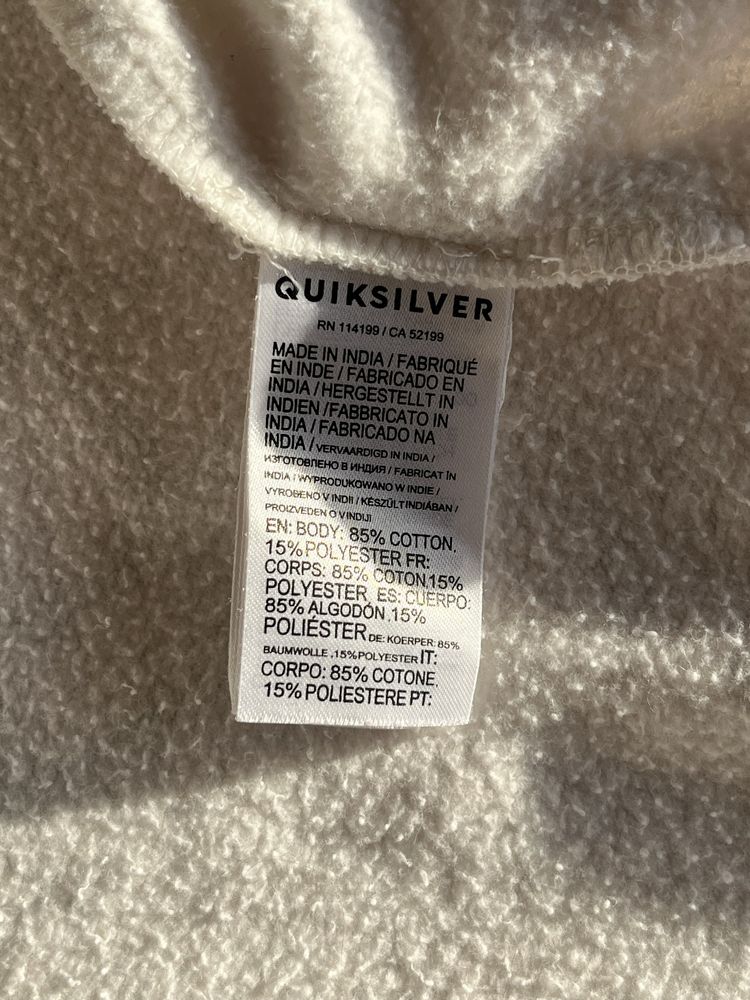 QUIKSILVER
RN 114199 / CA 52199
MADE IN INDIA / FABRIQUÉ
EN INDE / FABRICADO EN
INDIA / HERGESTELLT IN
INDIEN / FABBRICATO IN
INDIA / FABRICADO NA
INDIA / VERVAARDIGD IN INDIA /
ИЗГОТОВЛЕНО В ИНДИЯ / FABRICAT ÎN
INDIA / WYPRODUKOWANO W INDIE /
VYROBENO V INDII / KÉSZÜLTINDIÁBAN /
PROIZVEDEN O V INDIJI
EN: BODY: 85% COTTON.
15% POLYESTER FR:
CORPS: 85% COTON.15%
POLYESTER. ES: CUERPO:
85% ALGODÓN .15%
POLIÉSTER DE: KOERPER: 85%
BAUMWOLLE .15% POLYESTER IT:
CORPO: 85% COTONE.
15% POLIESTERE PT: